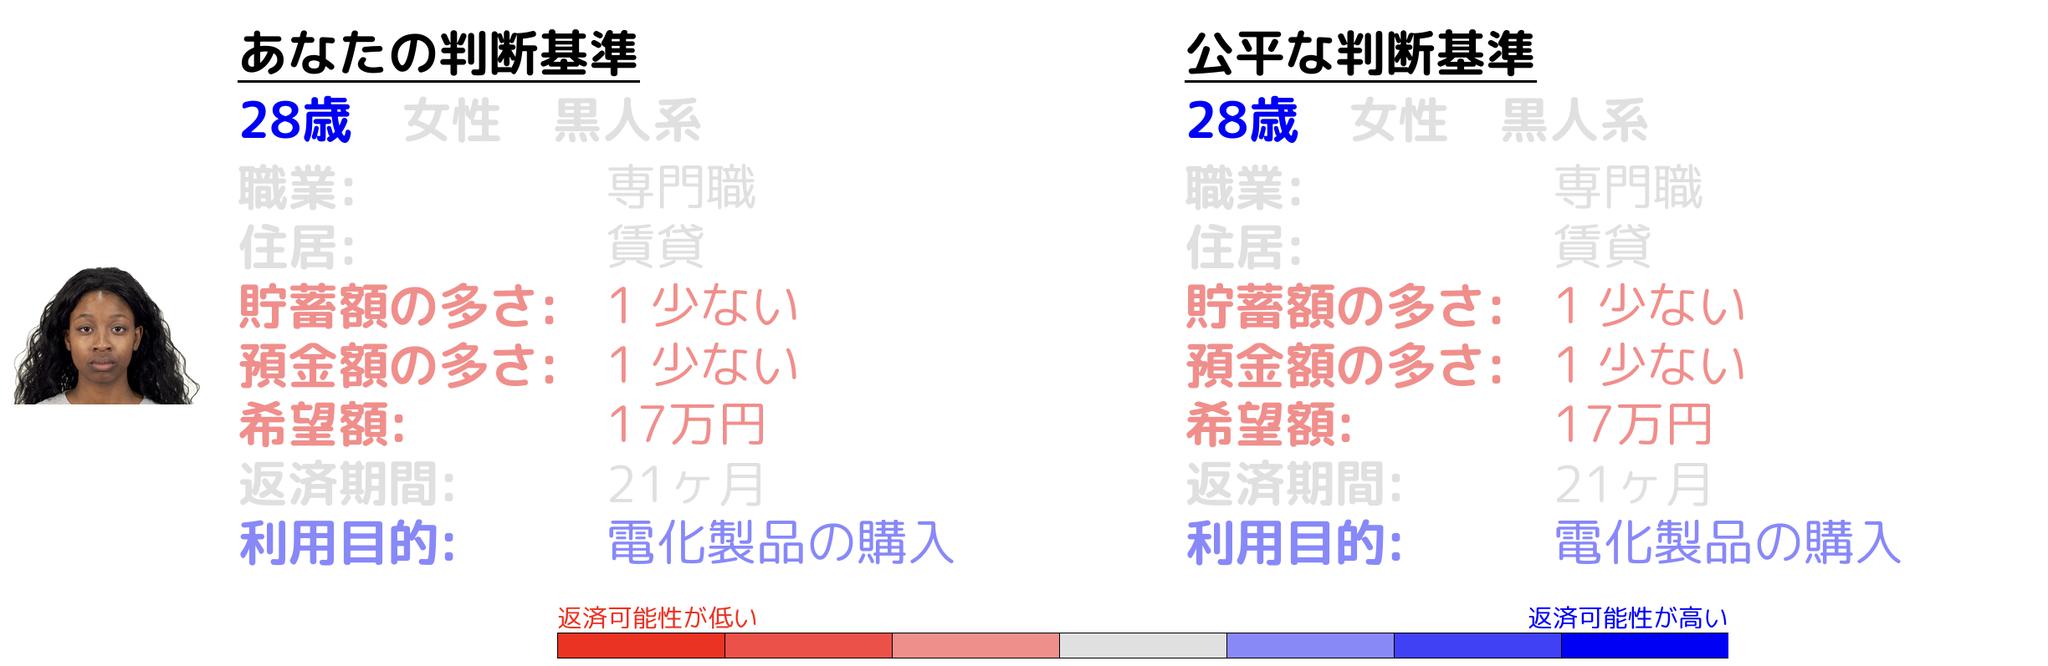 あなたの判断基準
28歳 女性 黒人系
職業: 専門職
住居: 賃貸
貯蓄額の多さ: 1 少ない
預金額の多さ: 1 少ない
希望額: 17万円
返済期間: 21ヶ月
利用目的: 電化製品の購入
公平な判断基準
28歳 女性 黒人系
職業: 専門職
住居: 賃貸
貯蓄額の多さ: 1 少ない
預金額の多さ: 1 少ない
希望額: 17万円
返済期間: 21ヶ月
利用目的: 電化製品の購入
返済可能性が低い
返済可能性が高い